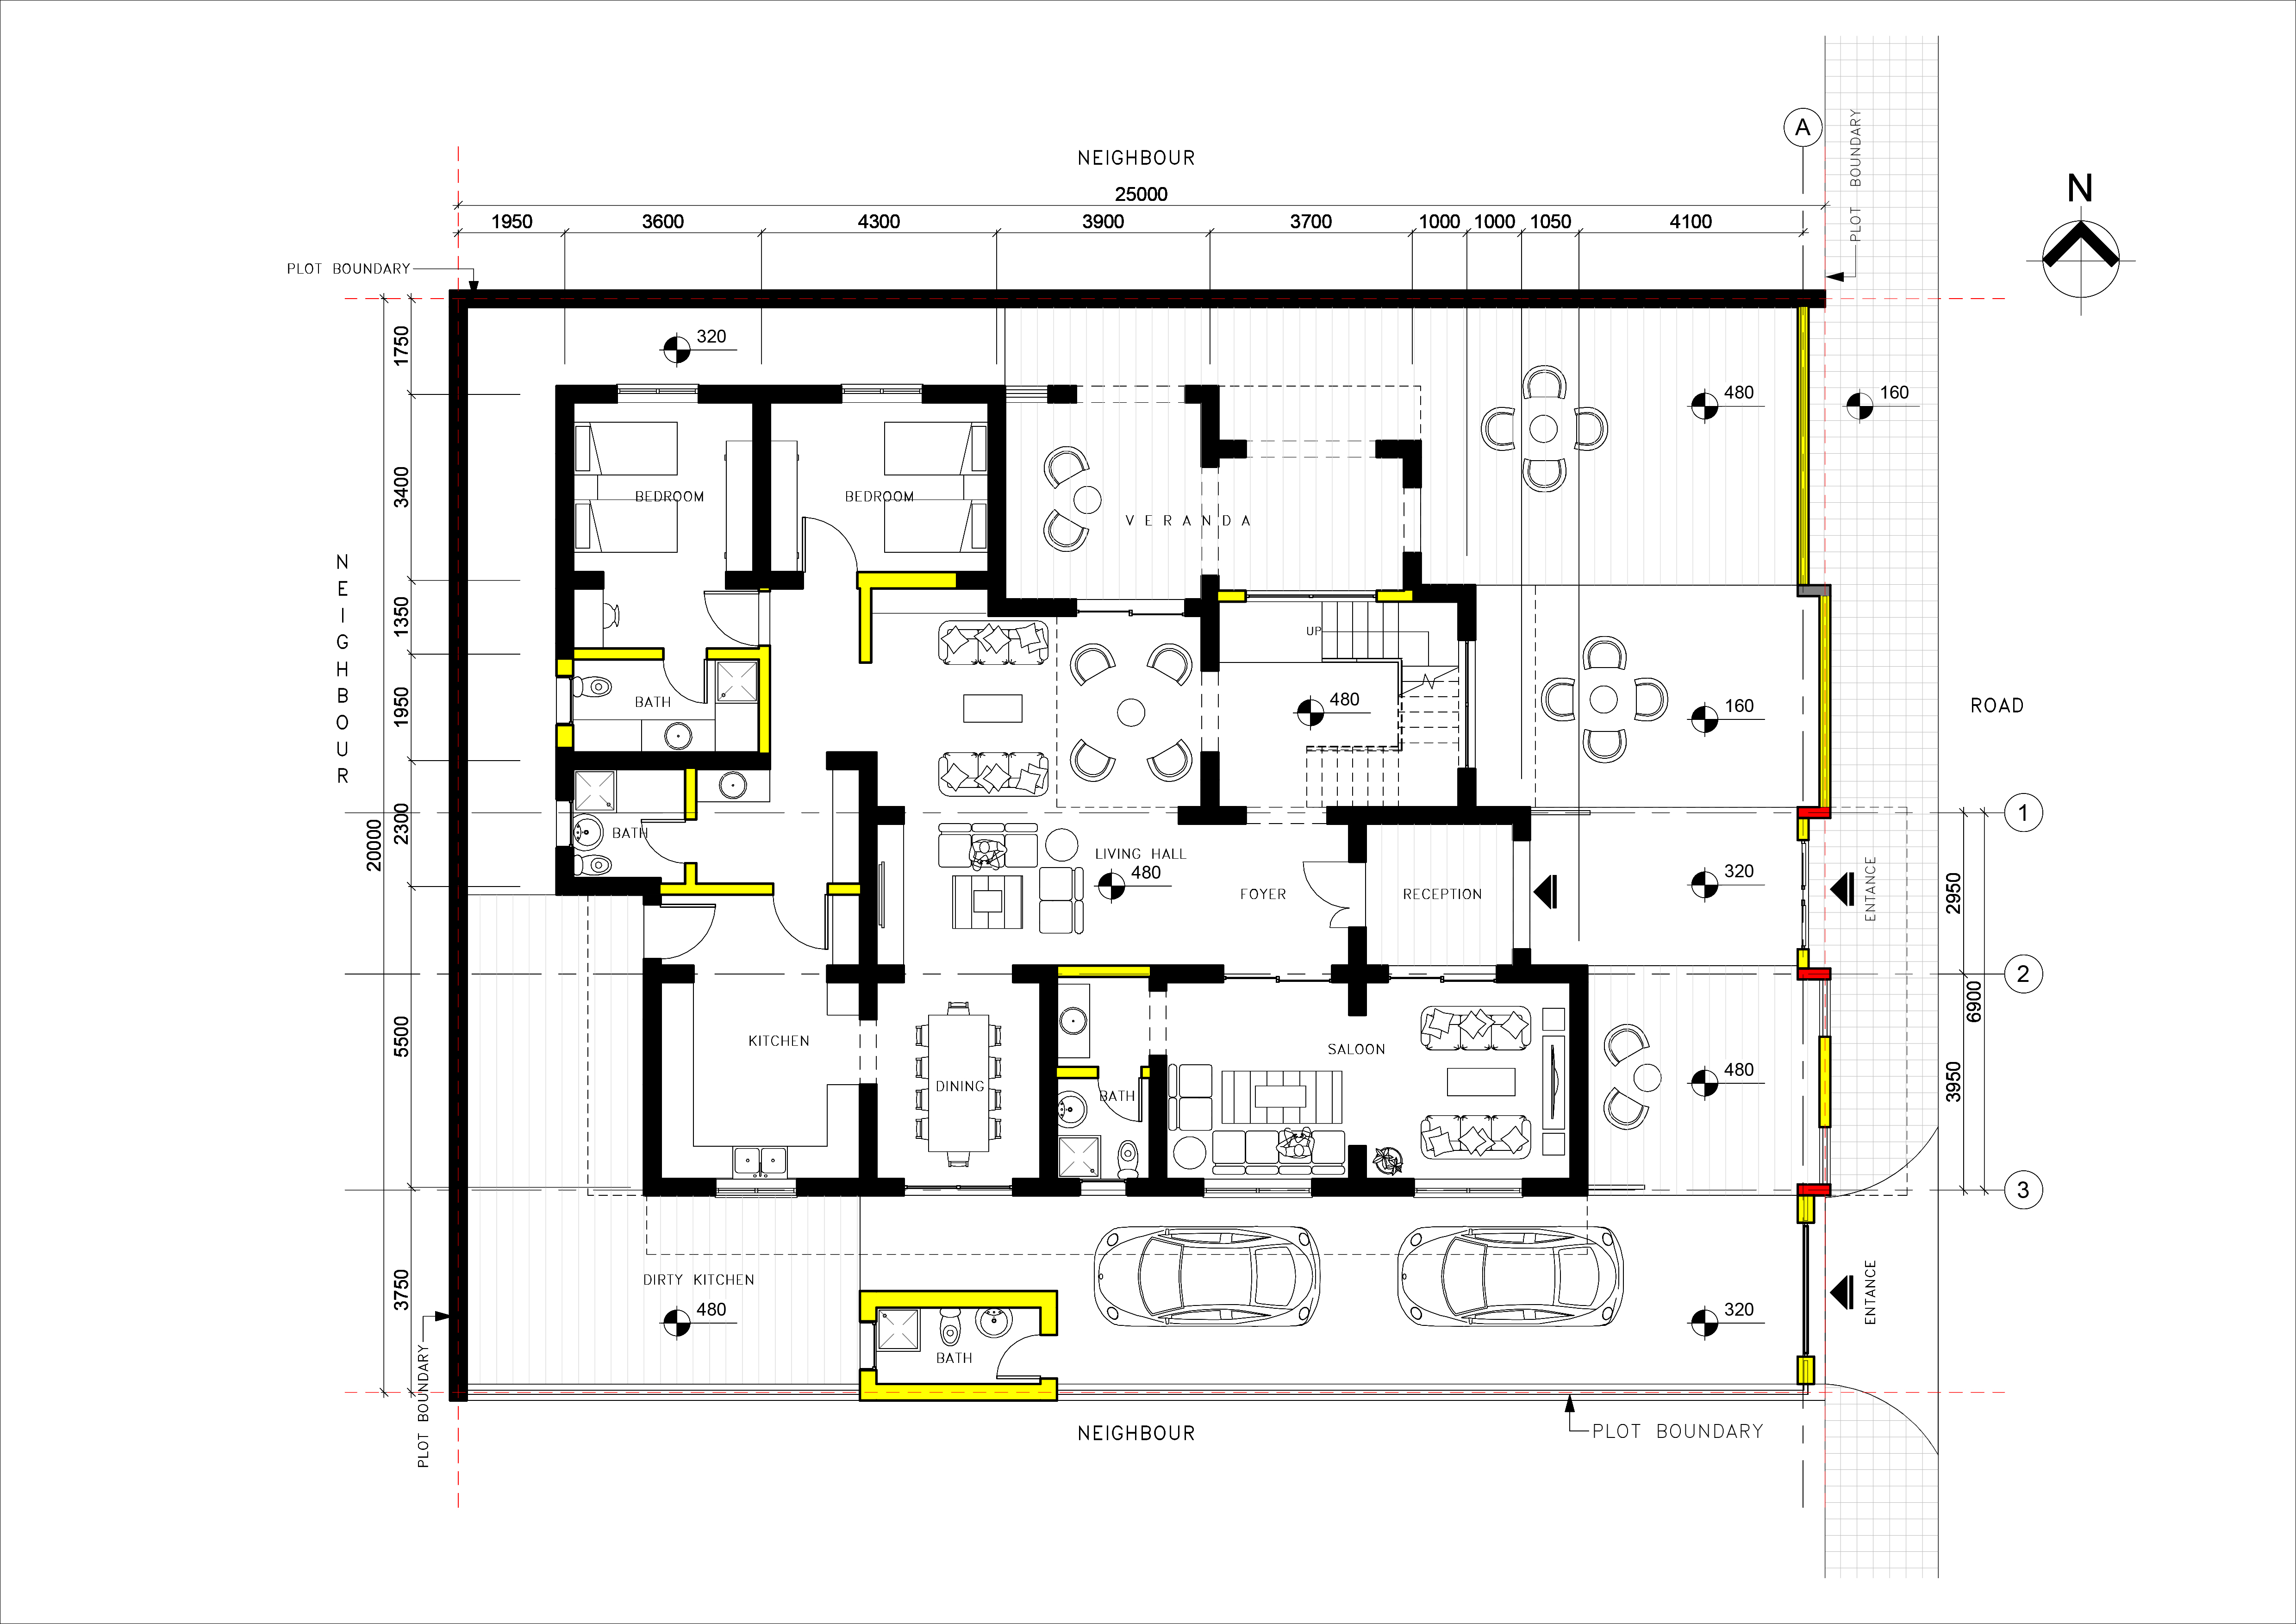 A
PLOT BOUNDARY
NEIGHBOUR
N
25000
1950
3600
4300
3900
3700
1000
1000
1050
4100
PLOT BOUNDARY
320
1750
480
160
3400
BEDROOM
BEDROOM
VERANDA
NEIGHBOUR
1350
UP
BATH
1950
480
160
ROAD
20000
2300
BATH
1
LIVING HALL
480
FOYER
RECEPTION
320
ENTANCE
2950
2
6900
5500
KITCHEN
DINING
BATH
SALOON
480
3950
3
3750
DIRTY KITCHEN
480
BATH
320
ENTANCE
PLOT BOUNDARY
NEIGHBOUR
PLOT BOUNDARY